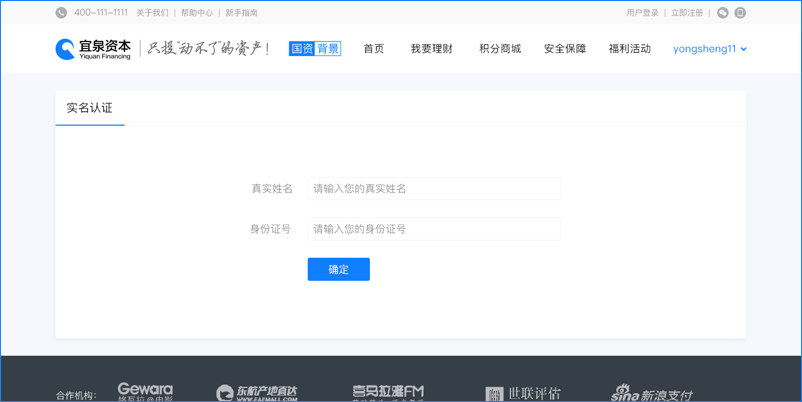 400-111-1111 关于我们 | 帮助中心 | 新手指南
用户登录 | 立即注册 |
宜泉资本
Yiquan Financing
只投“动不了”的资产!
国资 背景
首页 我要理财 积分商城 安全保障 福利活动 yongsheng11
实名认证
真实姓名 请输入您的真实姓名
身份证号 请输入您的身份证号
确定
合作机构:
Gewara
格瓦拉@电影
东航产地直达
WWW.EAEMALL.COM
喜马拉雅FM
世联评估
sina新浪支付